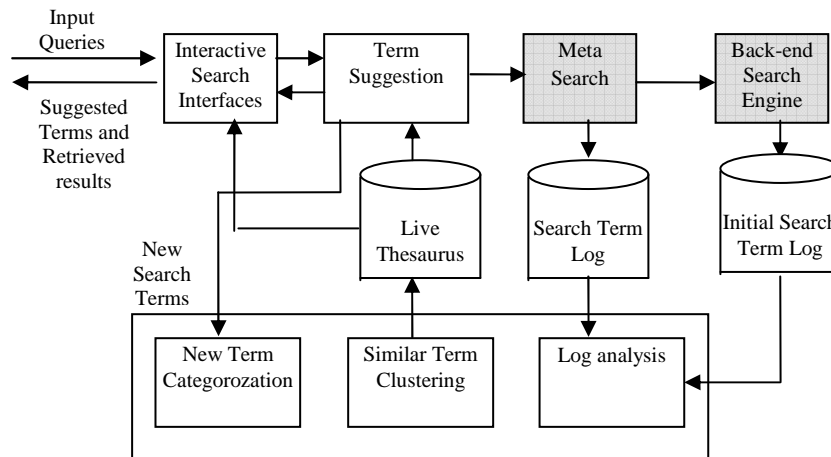 Input
Queries
Interactive
Search
Interfaces
Term
Suggestion
Meta
Search
Back-end
Search
Engine
Suggested
Terms and
Retrieved
results
Live
Thesaurus
Search Term
Log
Initial Search
Term Log
New
Search
Terms
New Term
Categorozation
Similar Term
Clustering
Log analysis